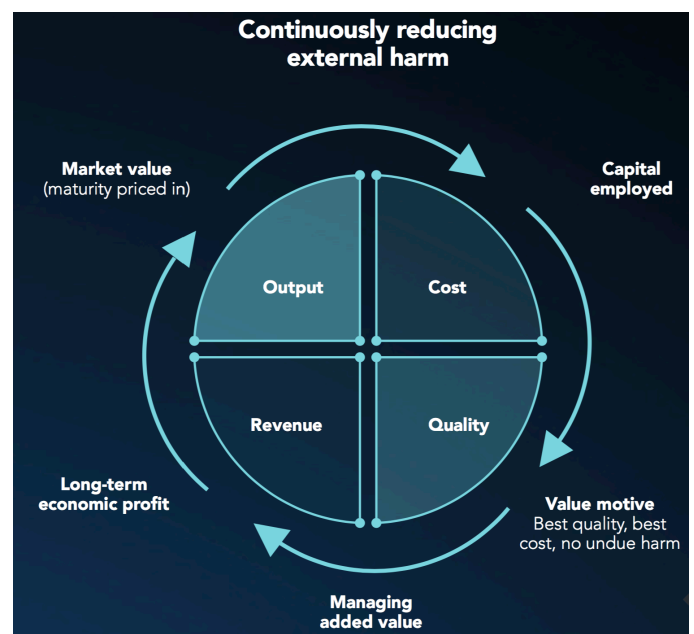 Continuously reducing
external harm
Market value
(maturity priced in)
Capital
employed
Output
Cost
Revenue
Quality
Long-term
economic profit
Value motive
Best quality, best
cost, no undue harm
Managing
added value